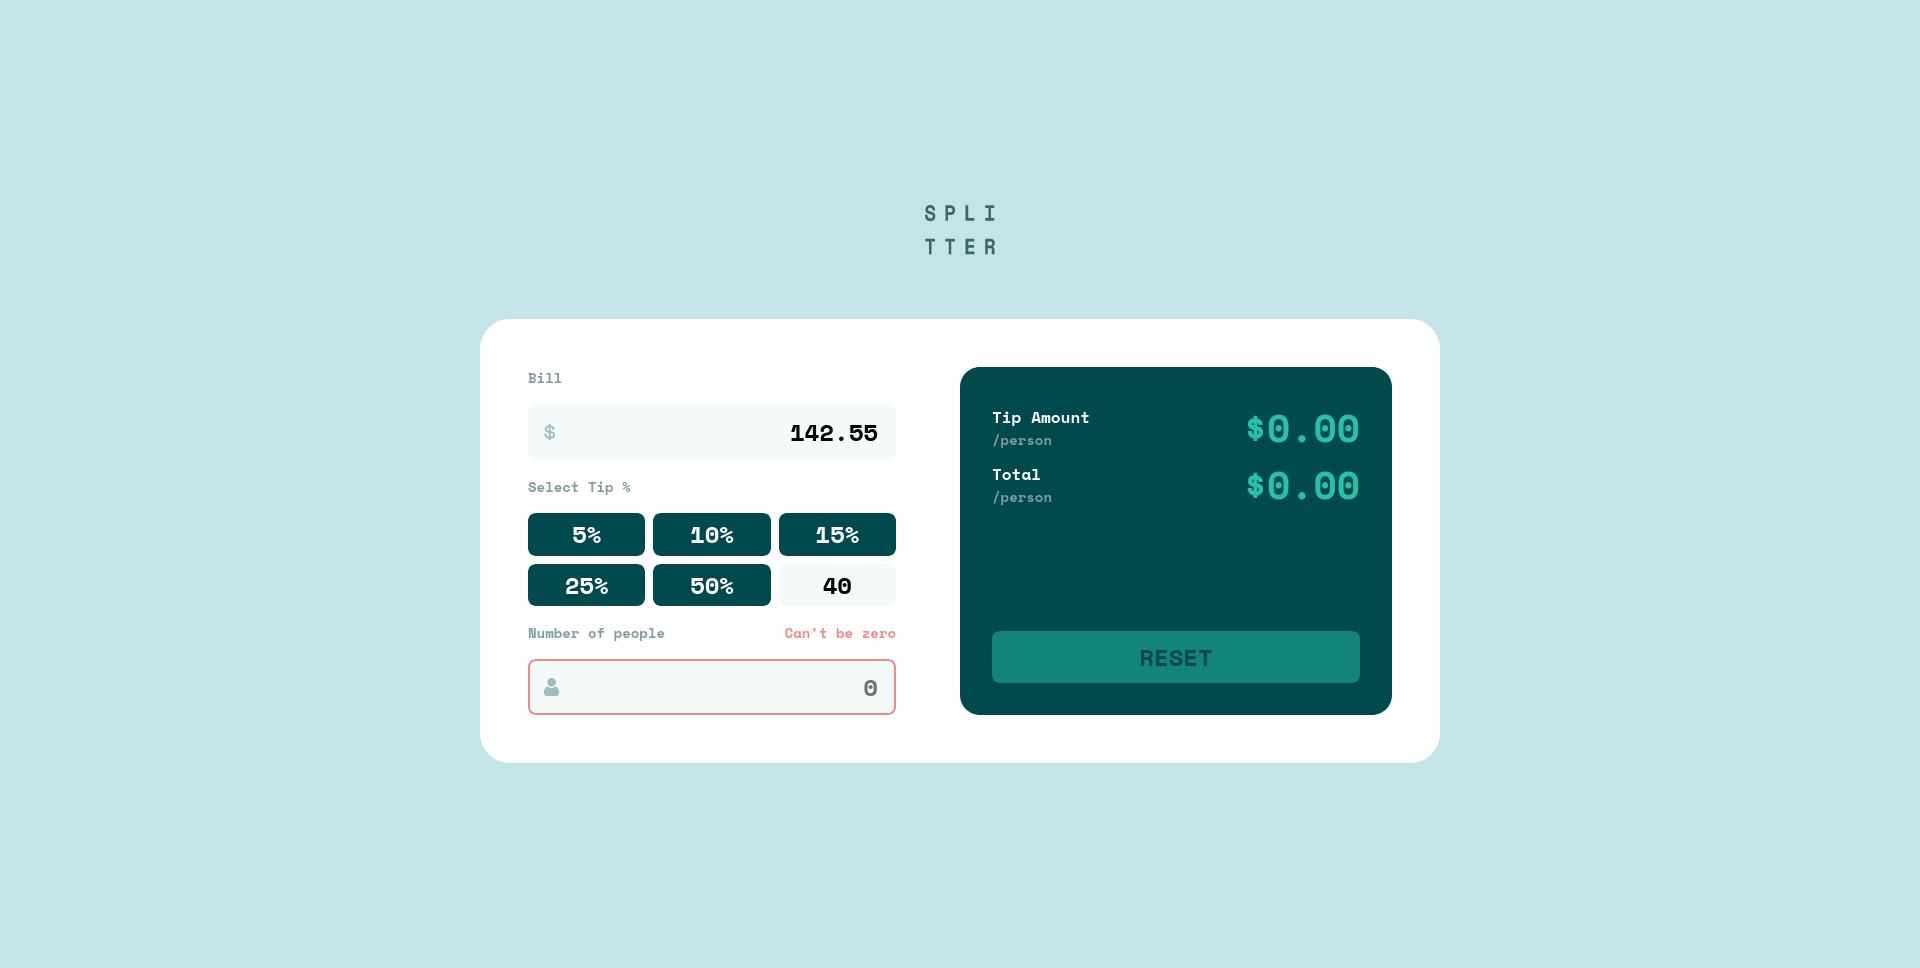 SPLI
TTER
Bill
$ 142.55
Select Tip %
5% 10% 15%
25% 50% 40
Number of people Can't be zero
0
Tip Amount
/person
$0.00
Total
/person
$0.00
RESET